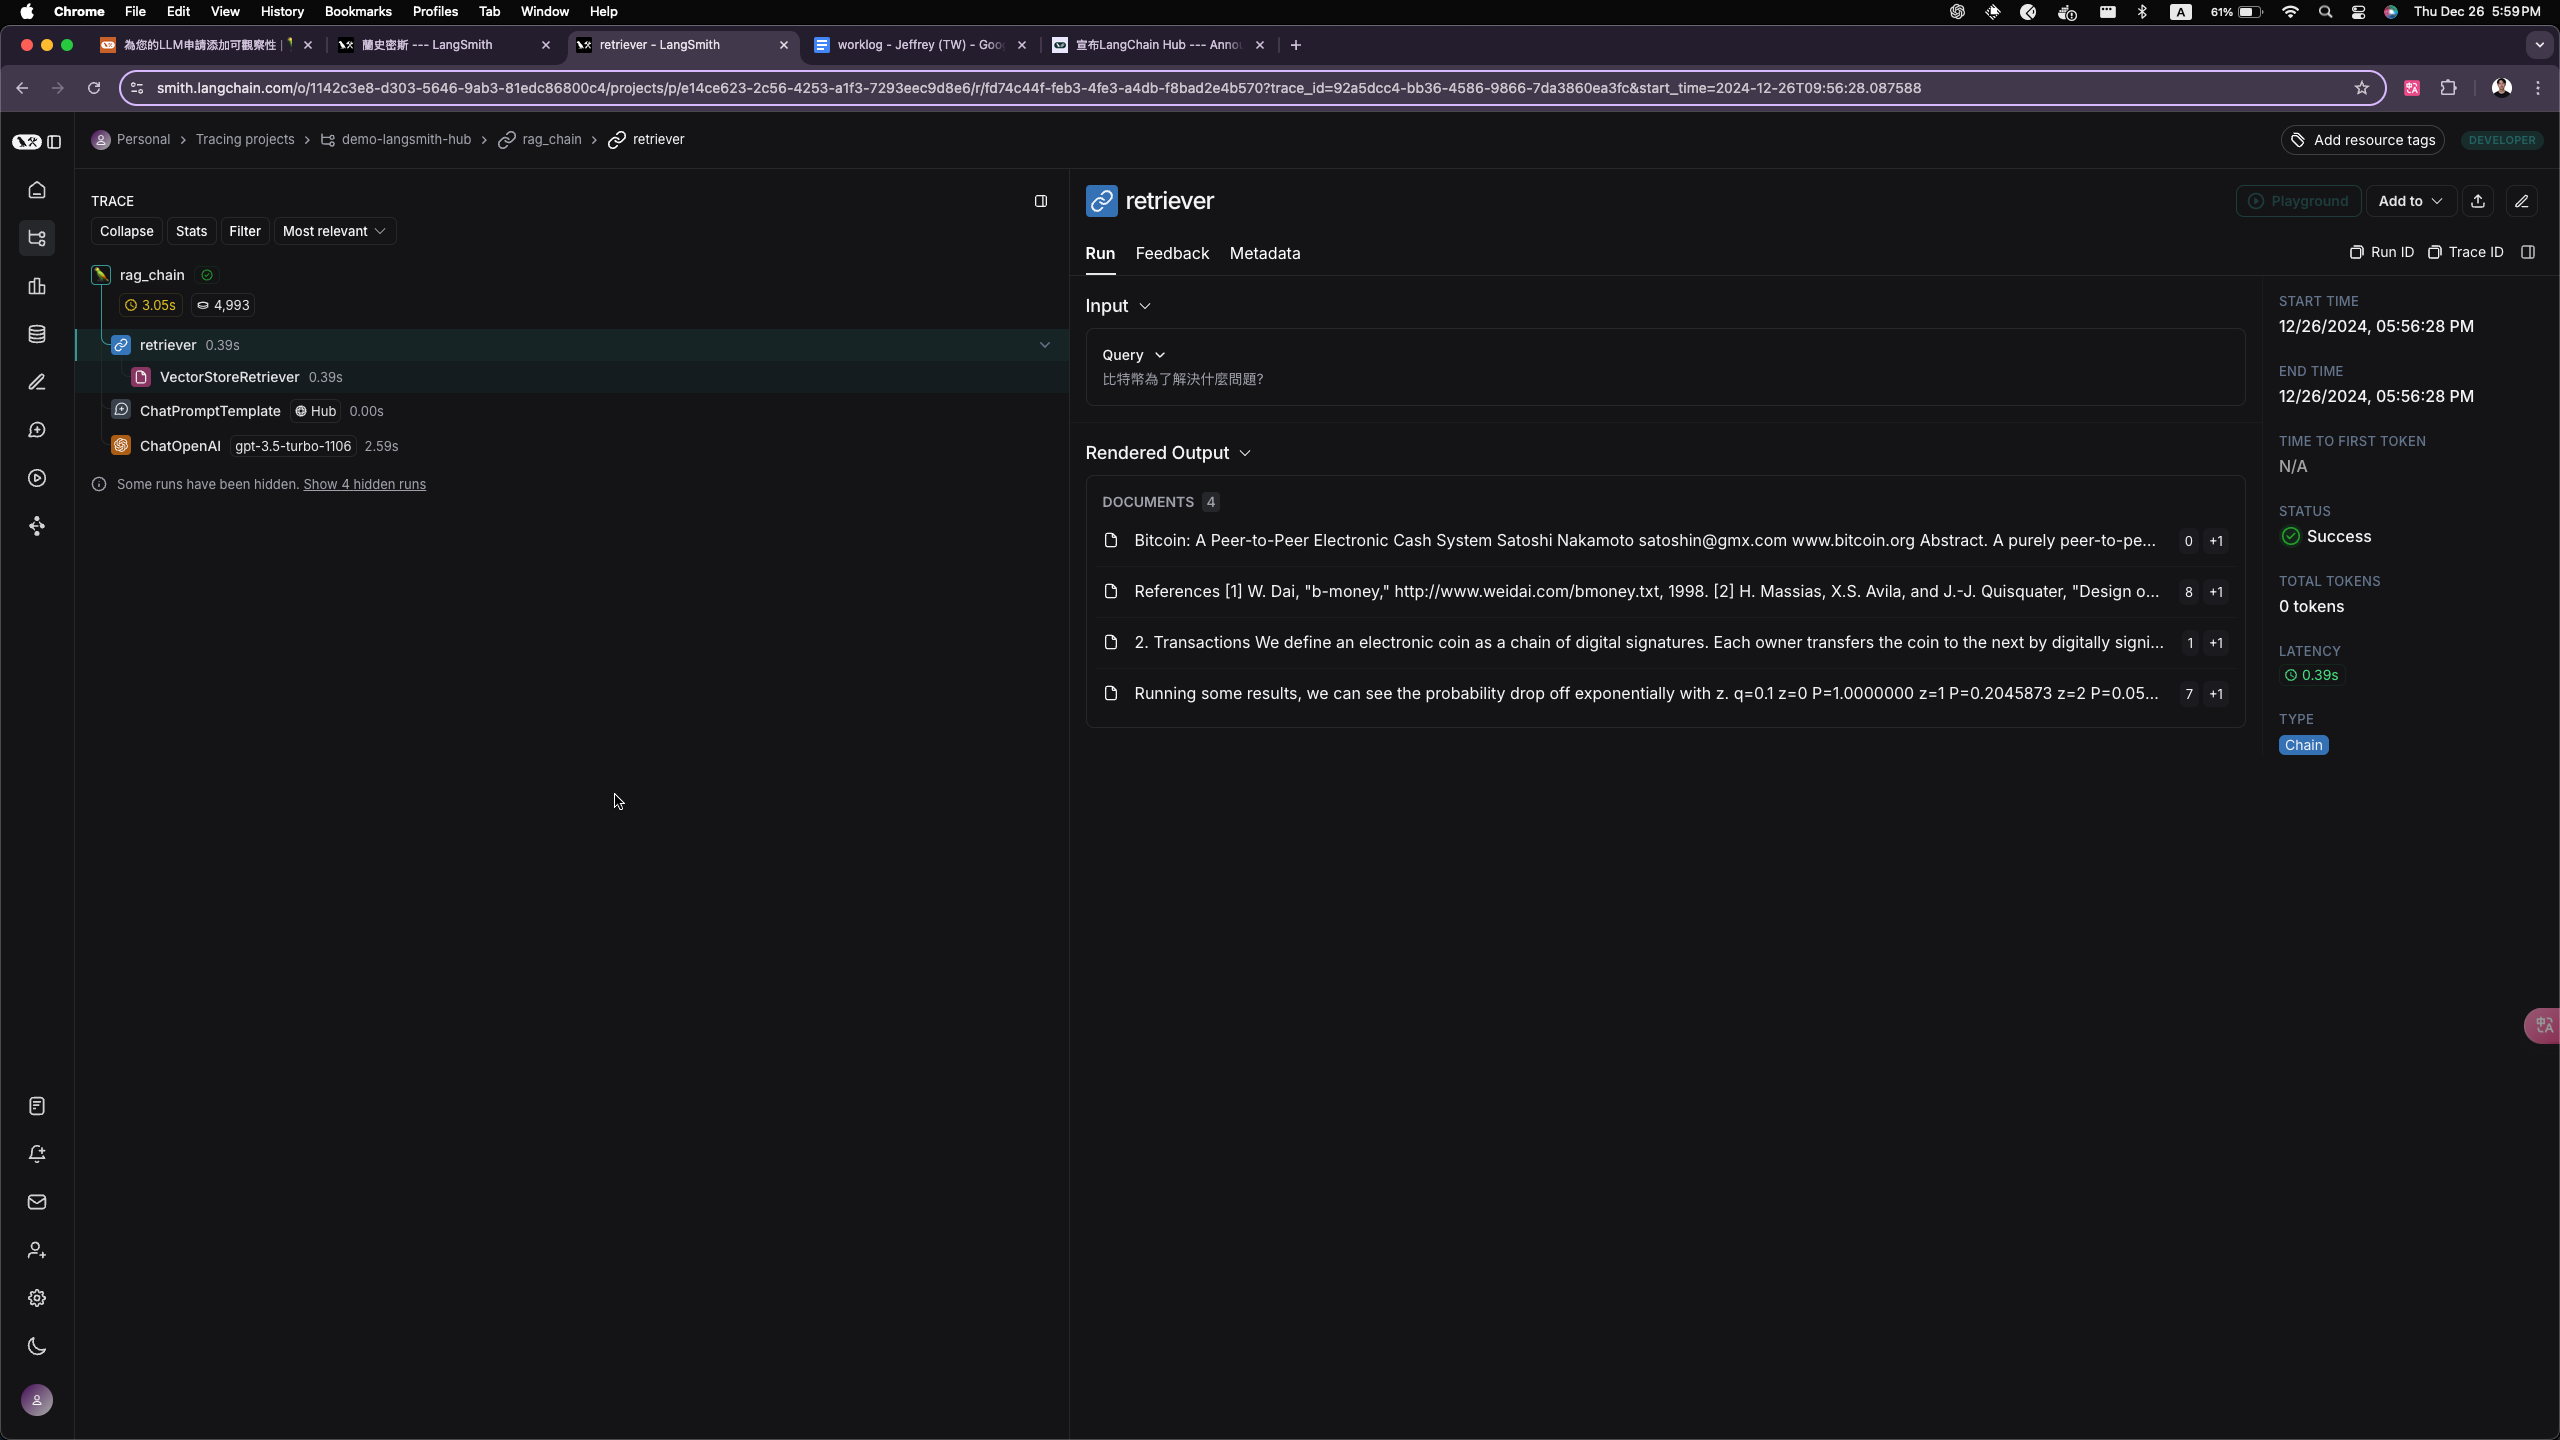 Chrome File Edit View History Bookmarks Profiles Tab Window Help A 61% Thu Dec 26 5:59 PM
為您的LLM申請添加可觀察性 | 蘭史密斯 --- LangSmith retriever - LangSmith worklog - Jeffrey (TW) - Goo 宣布LangChain Hub --- Anno
smith.langchain.com/o/1142c3e8-d303-5646-9ab3-81edc86800c4/projects/p/e14ce623-2c56-4253-a1f3-7293eec9d8e6/r/fd74c44f-feb3-4fe3-a4db-f8bad2e4b570?trace_id=92a5dcc4-bb36-4586-9866-7da3860ea3fc&start_time=2024-12-26T09:56:28.087588
Personal > Tracing projects > demo-langsmith-hub > rag_chain > retriever
Add resource tags DEVELOPER
TRACE
Collapse Stats Filter Most relevant
rag_chain
3.05s 4,993
retriever 0.39s
VectorStoreRetriever 0.39s
ChatPromptTemplate Hub 0.00s
ChatOpenAI gpt-3.5-turbo-1106 2.59s
Some runs have been hidden. Show 4 hidden runs
retriever
Playground Add to
Run Feedback Metadata
Run ID Trace ID
Input
Query
比特幣為了解決什麼問題?
Rendered Output
DOCUMENTS 4
Bitcoin: A Peer-to-Peer Electronic Cash System Satoshi Nakamoto satoshin@gmx.com www.bitcoin.org Abstract. A purely peer-to-pe... 0 +1
References [1] W. Dai, "b-money," http://www.weidai.com/bmoney.txt, 1998. [2] H. Massias, X.S. Avila, and J.-J. Quisquater, "Design o... 8 +1
2. Transactions We define an electronic coin as a chain of digital signatures. Each owner transfers the coin to the next by digitally signi... 1 +1
Running some results, we can see the probability drop off exponentially with z. q=0.1 z=0 P=1.0000000 z=1 P=0.2045873 z=2 P=0.05... 7 +1
START TIME
12/26/2024, 05:56:28 PM
END TIME
12/26/2024, 05:56:28 PM
TIME TO FIRST TOKEN
N/A
STATUS
Success
TOTAL TOKENS
0 tokens
LATENCY
0.39s
TYPE
Chain